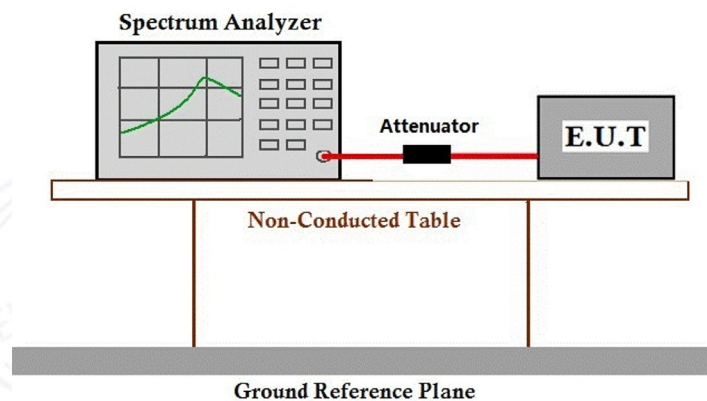 Spectrum Analyzer
Attenuator
E.U.T
Non-Conducted Table
Ground Reference Plane